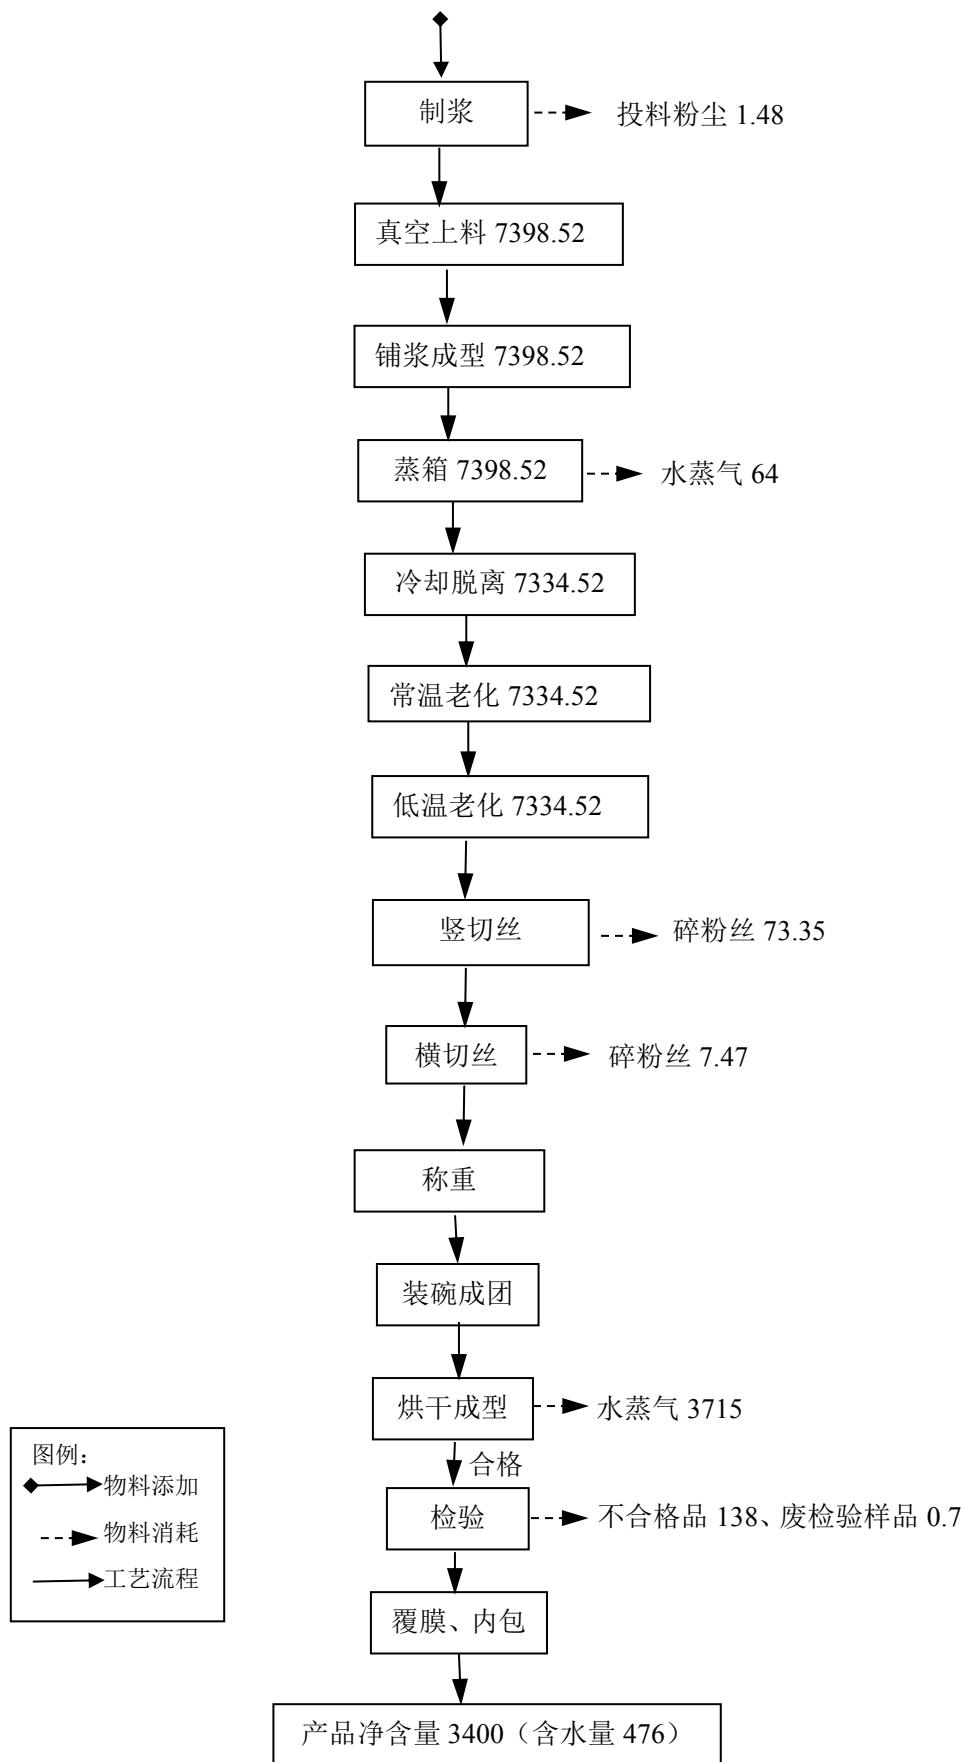 制浆
投料粉尘 1.48
真空上料 7398.52
铺浆成型 7398.52
蒸箱 7398.52
水蒸气 64
冷却脱离 7334.52
常温老化 7334.52
低温老化 7334.52
竖切丝
碎粉丝 73.35
横切丝
碎粉丝 7.47
称重
装碗成团
烘干成型
水蒸气 3715
合格
检验
不合格品 138、废检验样品 0.7
覆膜、内包
产品净含量 3400（含水量 476）
图例：
物料添加
物料消耗
工艺流程